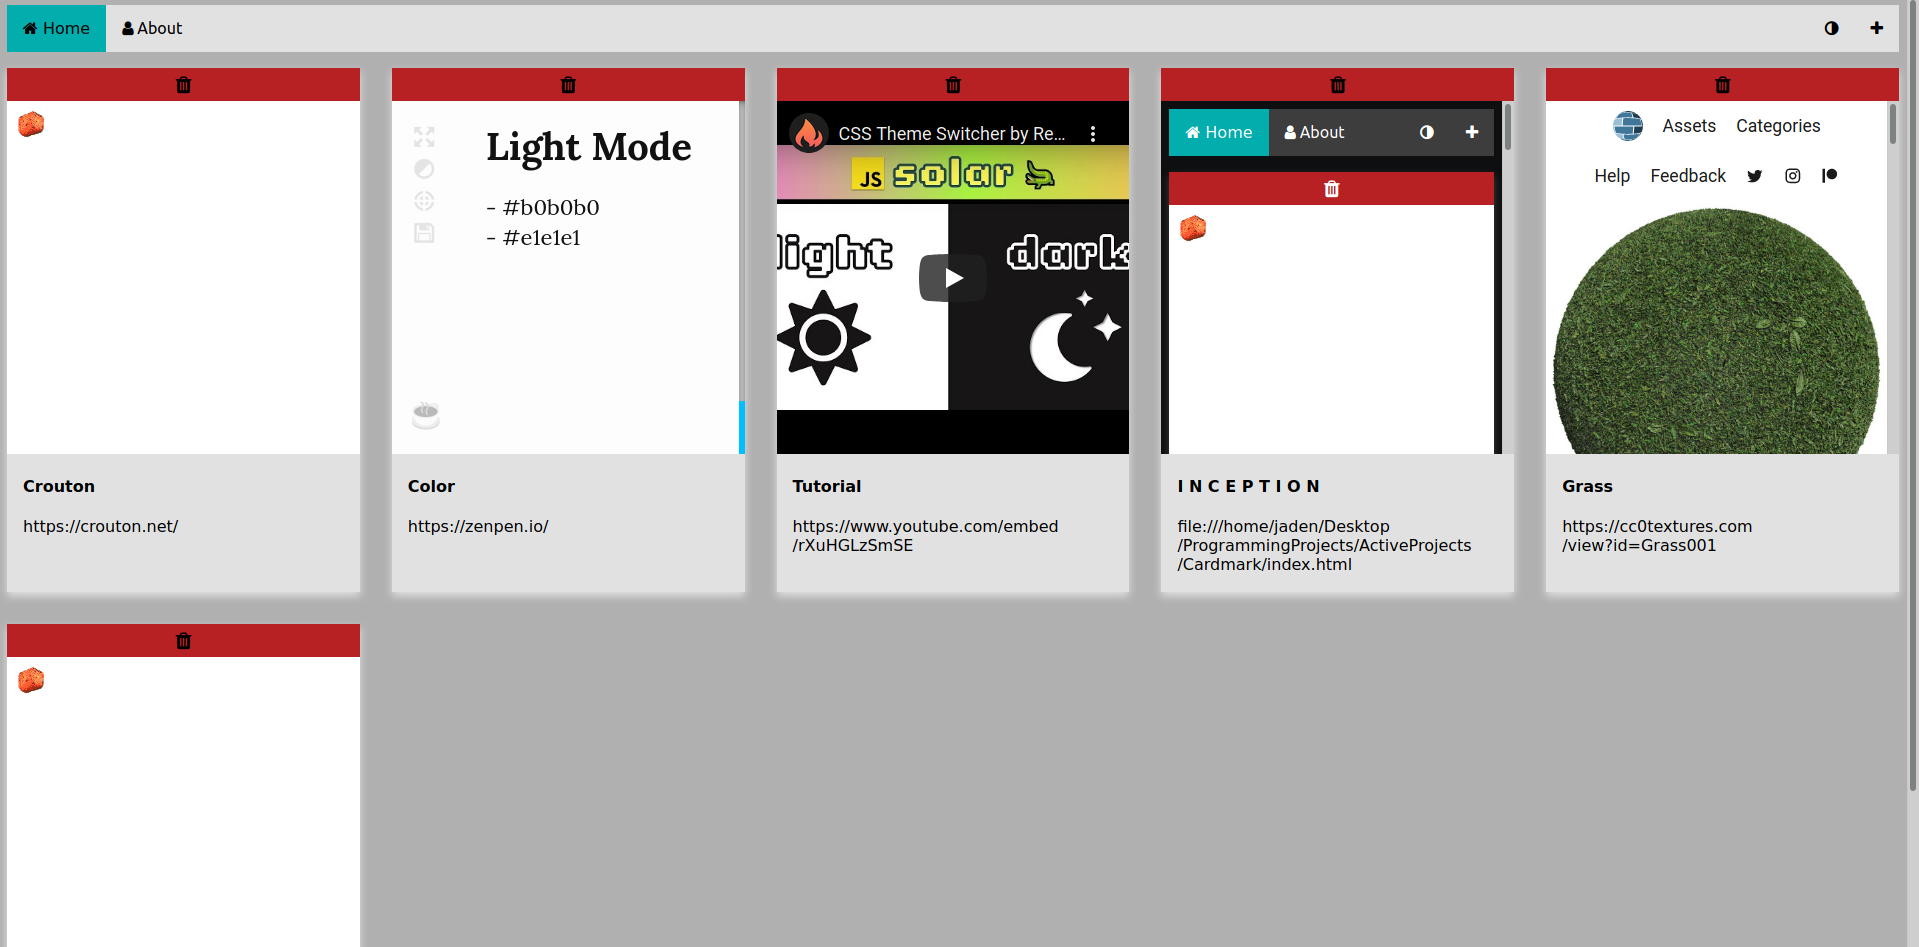 Home About
Crouton
https://crouton.net/
Light Mode
- #b0b0b0
- #e1e1e1
Color
https://zenpen.io/
CSS Theme Switcher by Re...
JS solar
light dark
Tutorial
https://www.youtube.com/embed
/rXuHGLzSmSE
Home About
I N C E P T I O N
file:///home/jaden/Desktop
/ProgrammingProjects/ActiveProjects
/Cardmark/index.html
Assets Categories
Help Feedback
Grass
https://cc0textures.com
/view?id=Grass001